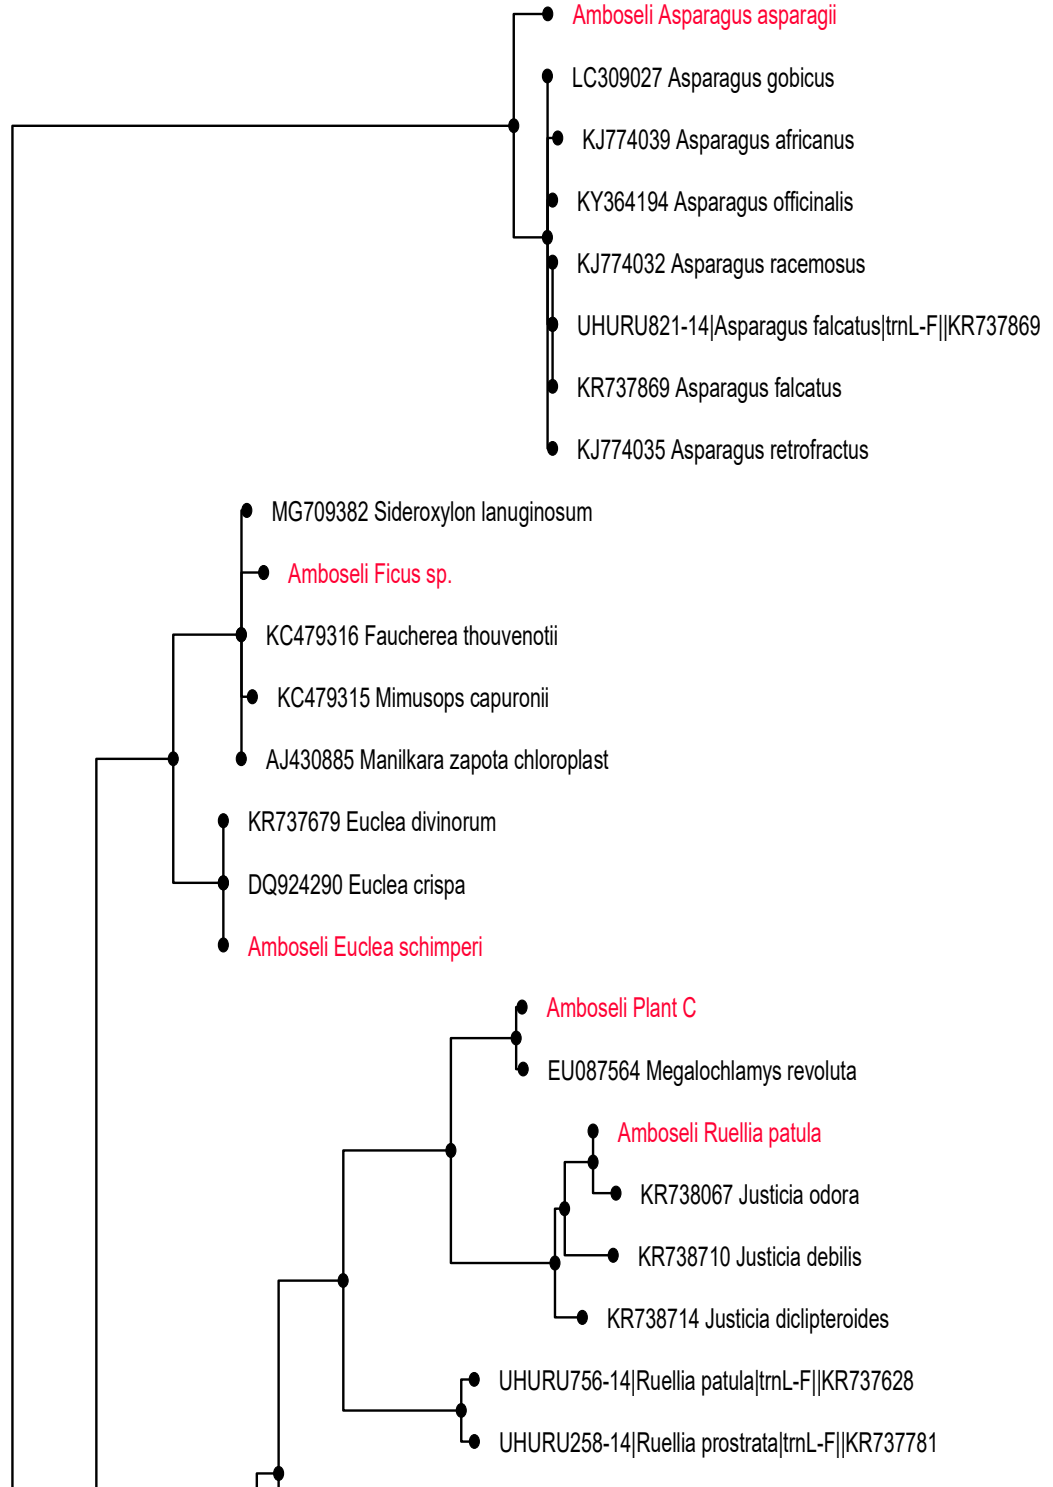 Amboseli Asparagus asparagii
LC309027 Asparagus gobicus
KJ774039 Asparagus africanus
KY364194 Asparagus officinalis
KJ774032 Asparagus racemosus
UHURU821-14|Asparagus falcatus|trnL-F||KR737869
KR737869 Asparagus falcatus
KJ774035 Asparagus retrofractus
MG709382 Sideroxylon lanuginosum
Amboseli Ficus sp.
KC479316 Faucherea thouvenotii
KC479315 Mimusops capuronii
AJ430885 Manilkara zapota chloroplast
KR737679 Euclea divinorum
DQ924290 Euclea crispa
Amboseli Euclea schimperi
Amboseli Plant C
EU087564 Megalochlamys revoluta
Amboseli Ruellia patula
KR738067 Justicia odora
KR738710 Justicia debilis
KR738714 Justicia diclipteroides
UHURU756-14|Ruellia patula|trnL-F||KR737628
UHURU258-14|Ruellia prostrata|trnL-F||KR737781